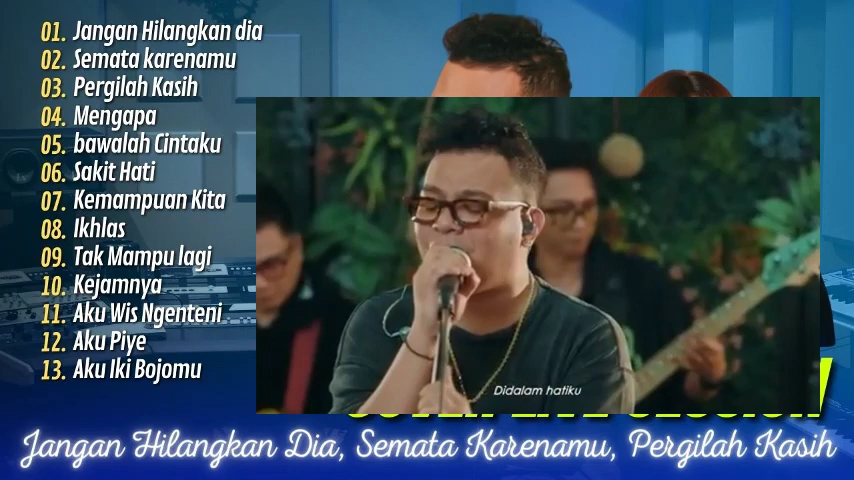 01. Jangan Hilangkan dia
02. Semata karenamu
03. Pergilah Kasih
04. Mengapa
05. bawalah Cintaku
06. Sakit Hati
07. Kemampuan Kita
08. Ikhlas
09. Tak Mampu lagi
10. Kejamnya
11. Aku Wis Ngenteni
12. Aku Piye
13. Aku Iki Bojomu
Didalam hatiku
Jangan Hilangkan Dia, Semata Karenamu, Pergilah Kasih